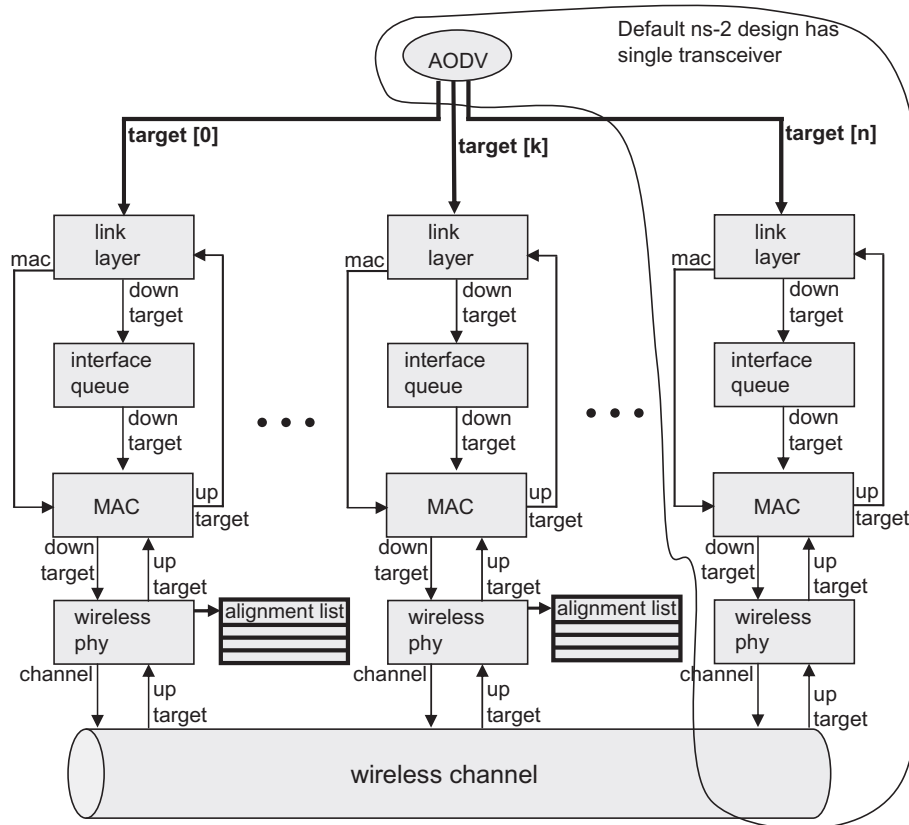 Default ns-2 design has
single transceiver
AODV
target [0]
target [k]
target [n]
link
layer
mac
down
target
interface
queue
down
target
MAC
up
target
down
target
up
target
wireless
phy
alignment list
channel
up
target
link
layer
mac
down
target
interface
queue
down
target
MAC
up
target
down
target
up
target
wireless
phy
alignment list
channel
up
target
link
layer
mac
down
target
interface
queue
down
target
MAC
up
target
down
target
up
target
wireless
phy
channel
up
target
wireless channel